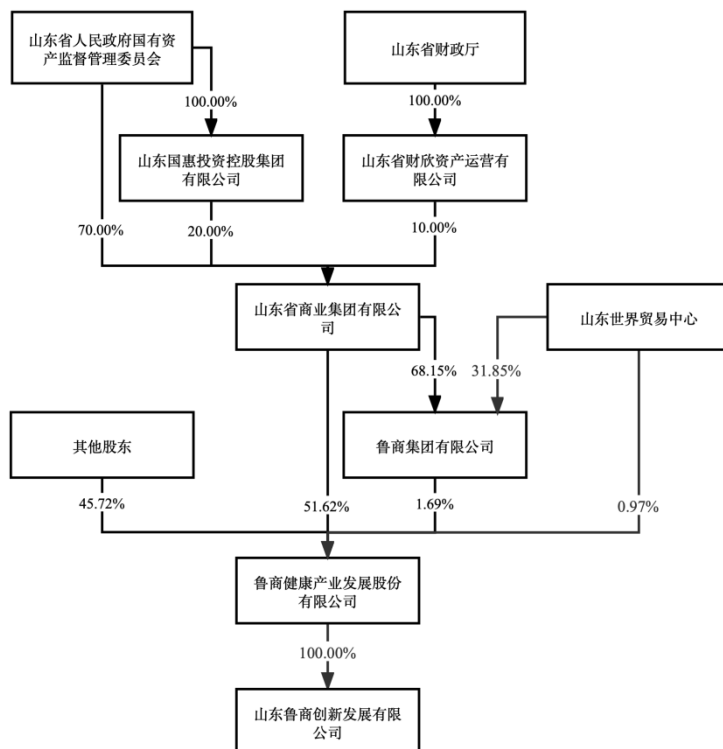 山东省人民政府国有资
产监督管理委员会
山东省财政厅
100.00%
100.00%
山东国惠投资控股集团
有限公司
山东省财欣资产运营有
限公司
70.00%
20.00%
10.00%
山东省商业集团有限公
司
山东世界贸易中心
68.15%
31.85%
其他股东
鲁商集团有限公司
45.72%
51.62%
1.69%
0.97%
鲁商健康产业发展股份
有限公司
100.00%
山东鲁商创新发展有限
公司